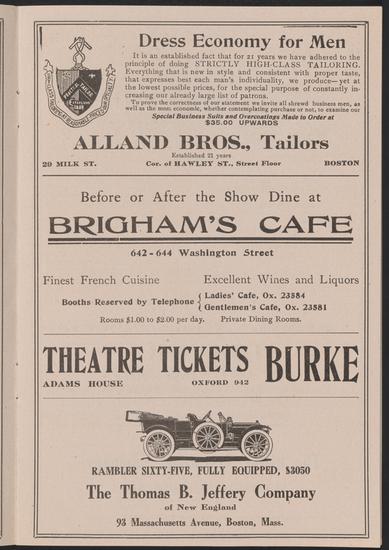 Dress Economy for Men
It is an established fact that for 21 years we have adhered to the
principle of doing STRICTLY HIGH-CLASS TAILORING.
Everything that is new in style and consistent with proper taste,
that expresses best each man's individuality, we produce—yet at
the lowest possible prices, for the special purpose of constantly in-
creasing our already large list of patrons.
To prove the correctness of our statement we invite all shrewd business men, as
well as the most economic, whether contemplating purchase or not, to examine our
Special Business Suits and Overcoatings Made to Order at
$35.00 UPWARDS
ALLAND BROS., Tailors
Established 21 years
29 MILK ST. Cor. of HAWLEY ST., Street Floor BOSTON
Before or After the Show Dine at
BRIGHAM'S CAFE
642-644 Washington Street
Finest French Cuisine Excellent Wines and Liquors
Booths Reserved by Telephone { Ladies' Cafe, Ox. 23384
Gentlemen's Cafe, Ox. 23581
Rooms $1.00 to $2.00 per day. Private Dining Rooms.
THEATRE TICKETS BURKE
ADAMS HOUSE OXFORD 942
RAMBLER SIXTY-FIVE, FULLY EQUIPPED, $3050
The Thomas B. Jeffery Company
of New England
93 Massachusetts Avenue, Boston, Mass.